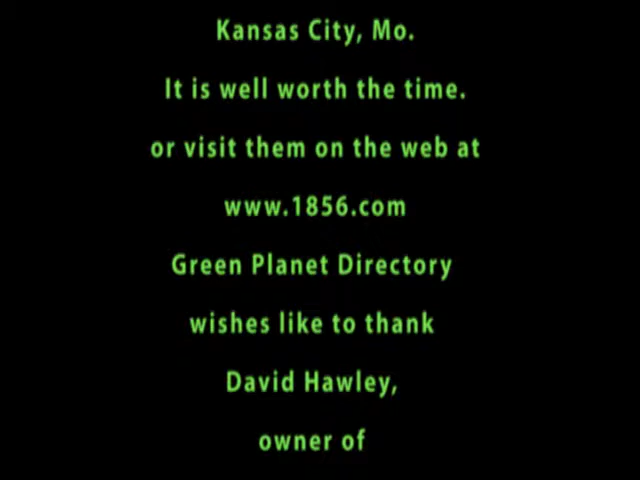 Kansas City, Mo.
It is well worth the time.
or visit them on the web at
www.1856.com
Green Planet Directory
wishes like to thank
David Hawley,
owner of